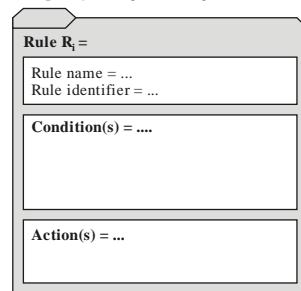 Rule Ri =
Rule name = ...
Rule identifier = ...
Condition(s) = ....
Action(s) = ...